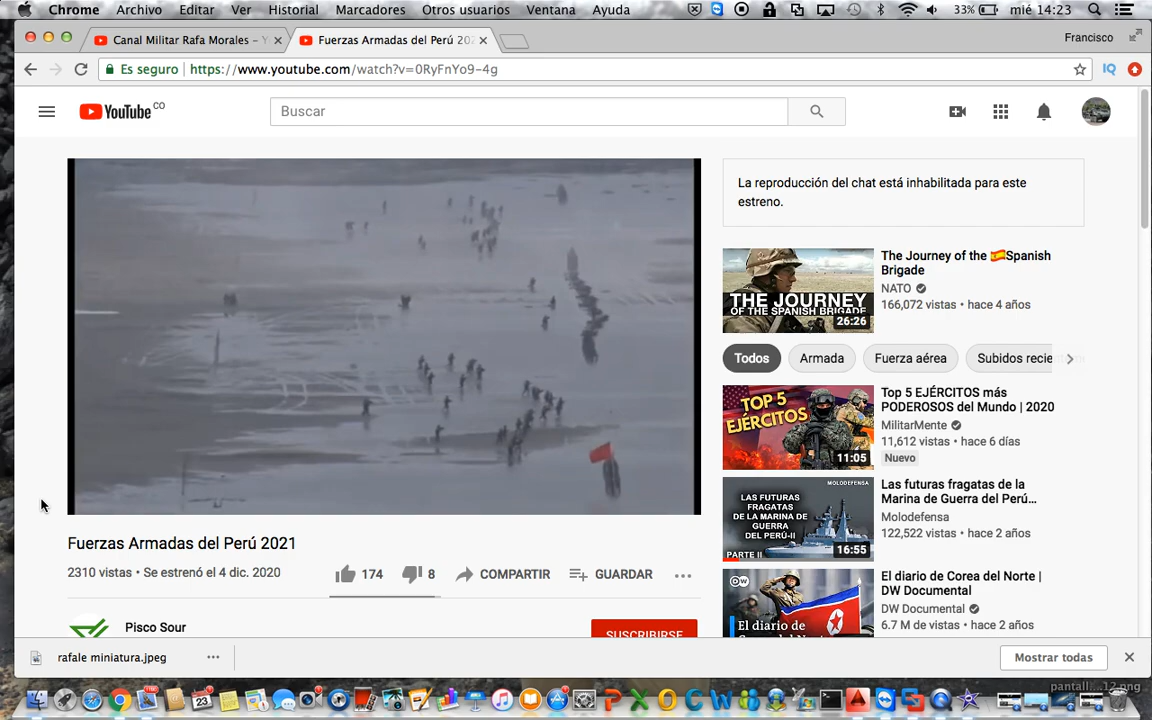 Chrome Archivo Editar Ver Historial Marcadores Otros usuarios Ventana Ayuda 33% mié 14:23
Canal Militar Rafa Morales – Y
Fuerzas Armadas del Perú 202
Francisco
Es seguro https://www.youtube.com/watch?v=0RyFnYo9-4g
YouTube CO
Buscar
La reproducción del chat está inhabilitada para este
estreno.
THE JOURNEY
OF THE SPANISH BRIGADE
26:26
The Journey of the Spanish
Brigade
NATO
166,072 vistas • hace 4 años
Todos Armada Fuerza aérea Subidos recie
TOP 5
EJÉRCITOS
11:05
Top 5 EJÉRCITOS más
PODEROSOS del Mundo | 2020
MilitarMente
11,612 vistas • hace 6 días
Nuevo
MOLODEFENSA
LAS FUTURAS
FRAGATAS
DE LA MARINA DE
GUERRA
DEL PERÚ-II
PARTE II
16:55
Las futuras fragatas de la
Marina de Guerra del Perú...
Molodefensa
122,522 vistas • hace 2 años
El diario de
El diario de Corea del Norte |
DW Documental
DW Documental
6.7 M de vistas • hace 2 años
Fuerzas Armadas del Perú 2021
2310 vistas • Se estrenó el 4 dic. 2020
174 8 COMPARTIR GUARDAR
Pisco Sour
SUSCRIBIRSE
rafale miniatura.jpeg
Mostrar todas
pantall....12.png